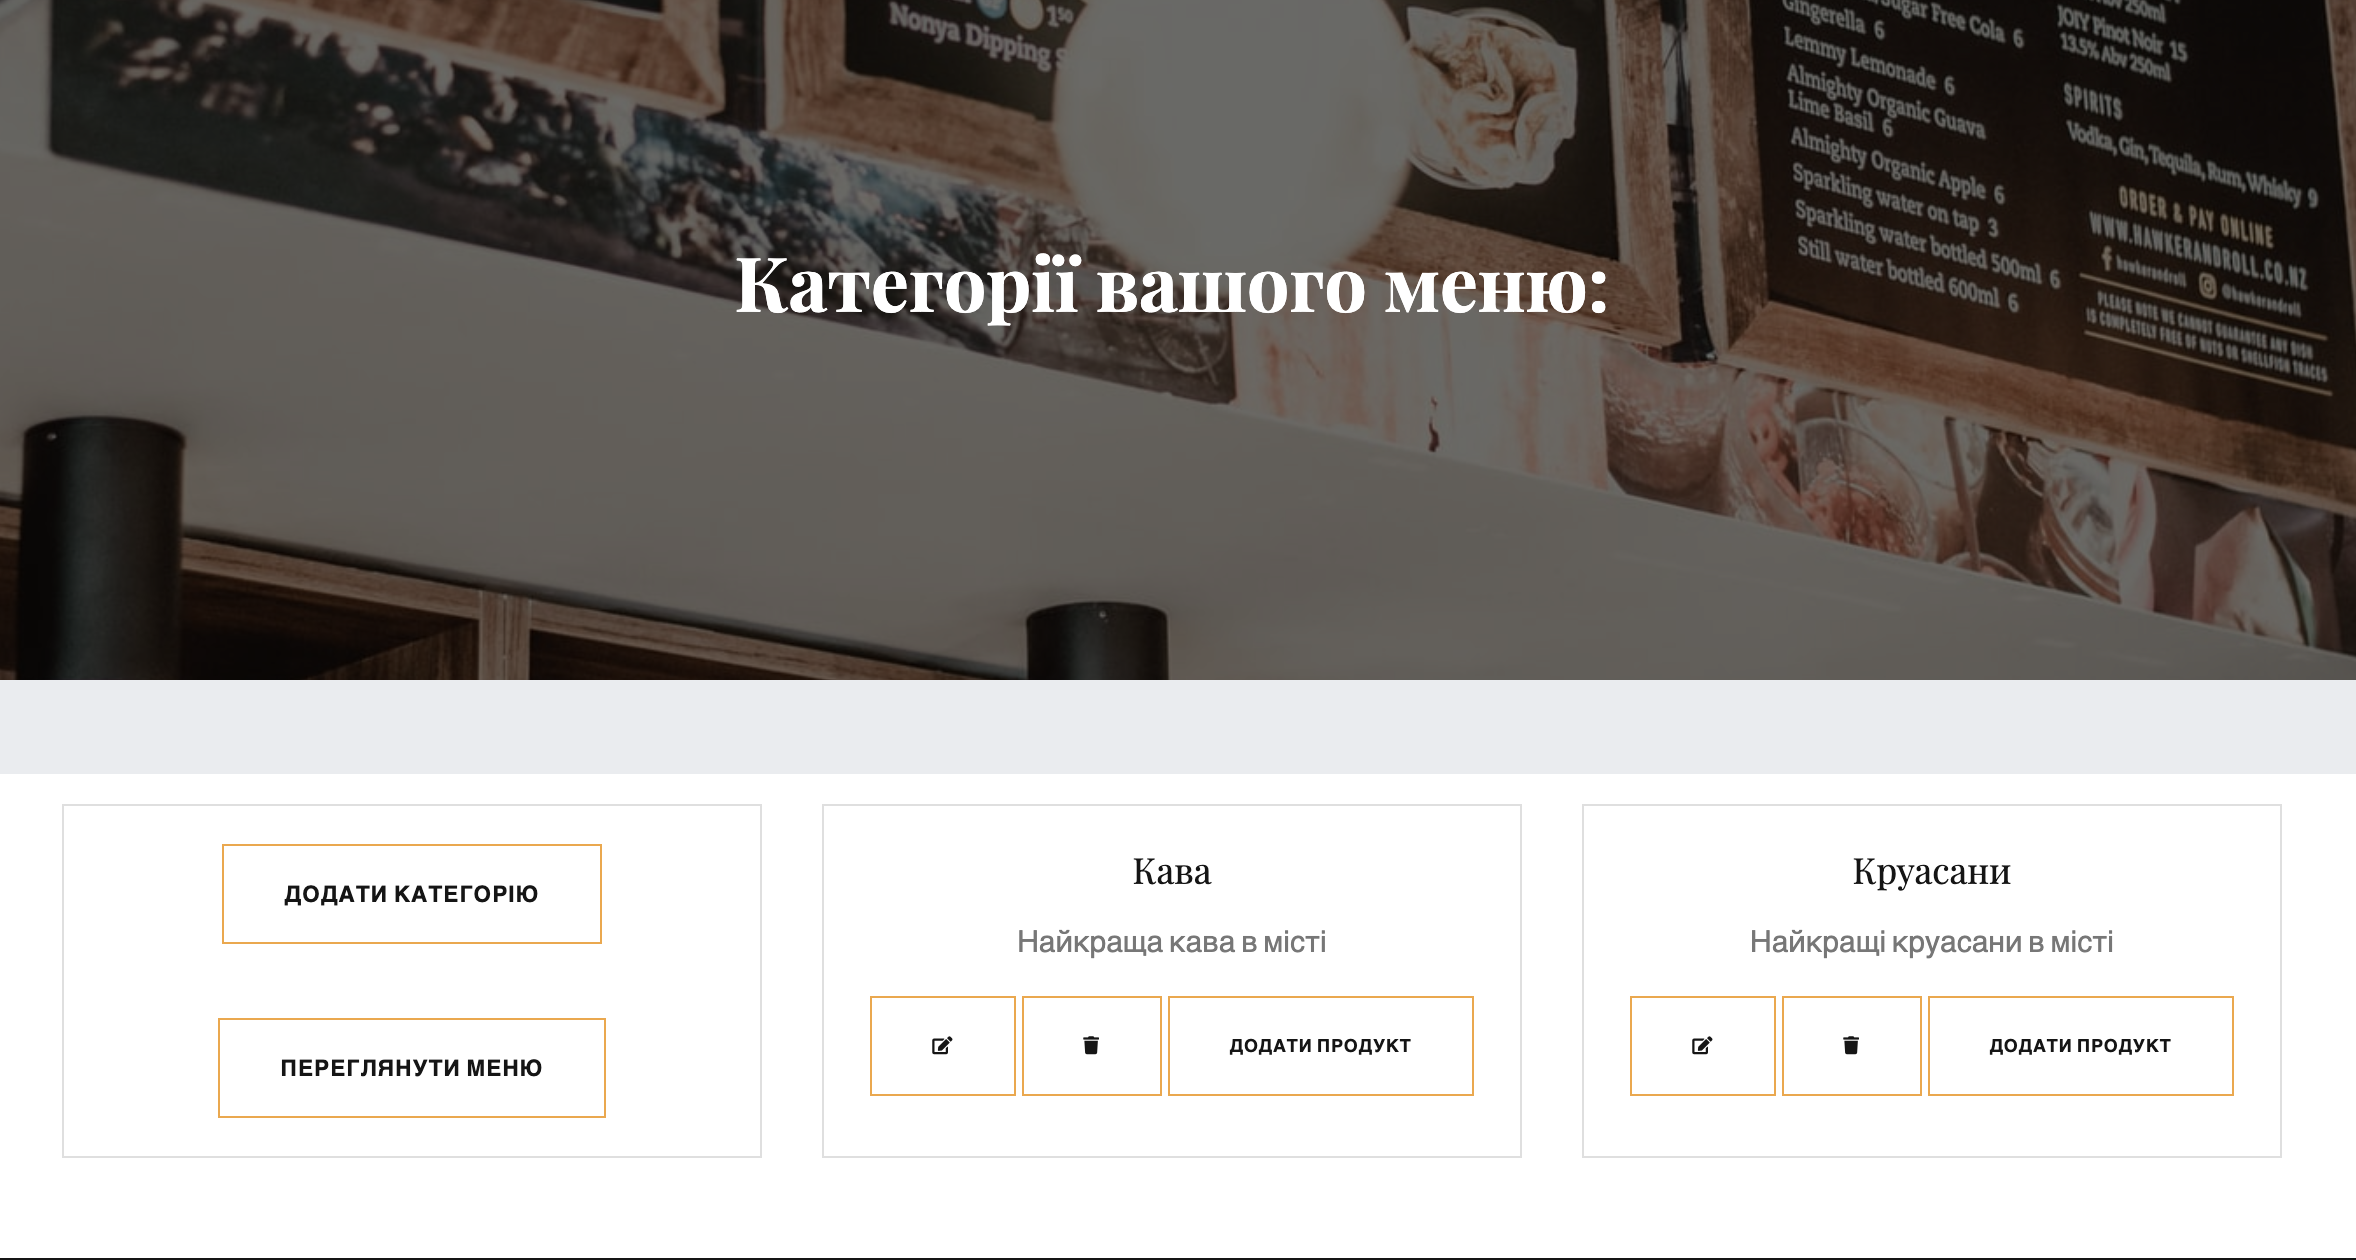 1⁵⁰
Nonya Dipping
Sugar Free Cola 6
Gingerella 6
Lemmy Lemonade 6
Almighty Organic Guava
Lime Basil 6
Almighty Organic Apple 6
Sparkling water on tap 3
Sparkling water bottled 500ml 6
Still water bottled 600ml 6
250ml
JOIY Pinot Noir 15
13.5% Abv 250ml
SPIRITS
Vodka, Gin, Tequila, Rum, Whisky 9
ORDER & PAY ONLINE
WWW.HAWKERANDROLL.CO.NZ
hawkerandroll @hawkerandroll
PLEASE NOTE WE CANNOT GUARANTEE ANY DISH
IS COMPLETELY FREE OF NUTS OR SHELLFISH TRACES
Категорії вашого меню:
ДОДАТИ КАТЕГОРІЮ
ПЕРЕГЛЯНУТИ МЕНЮ
Кава
Найкраща кава в місті
ДОДАТИ ПРОДУКТ
Круасани
Найкращі круасани в місті
ДОДАТИ ПРОДУКТ